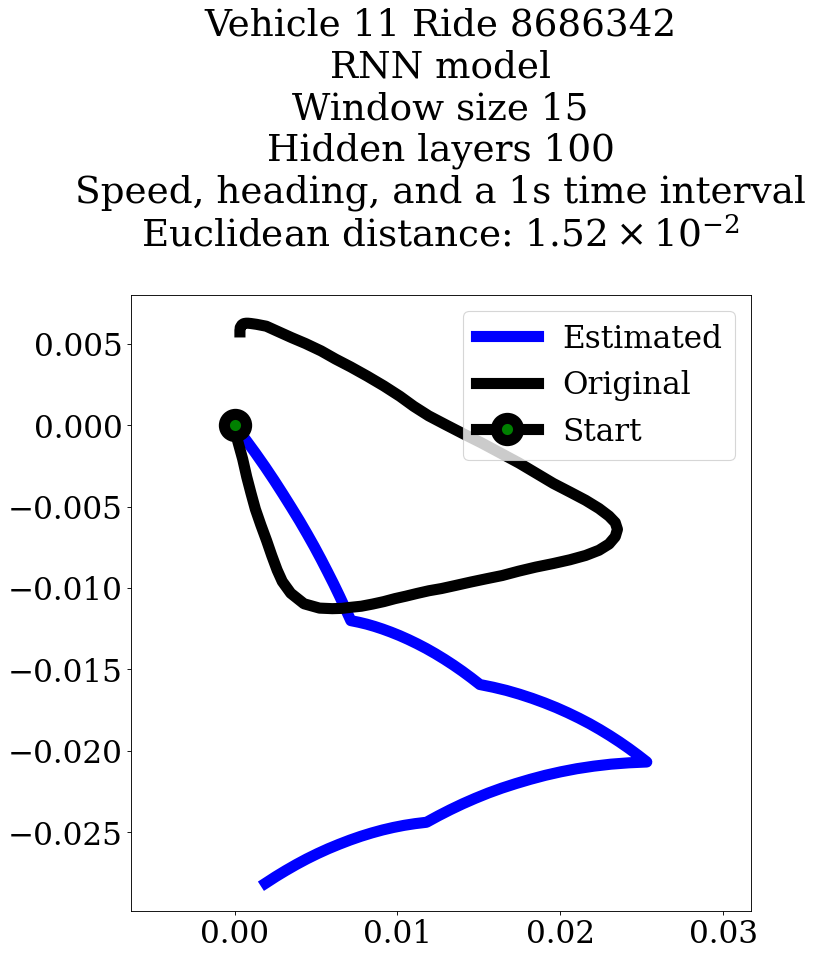 Vehicle 11 Ride 8686342
RNN model
Window size 15
Hidden layers 100
Speed, heading, and a 1s time interval
Euclidean distance: 1.52 × 10⁻²
Estimated
Original
Start
0.005
0.000
−0.005
−0.010
−0.015
−0.020
−0.025
0.00 0.01 0.02 0.03